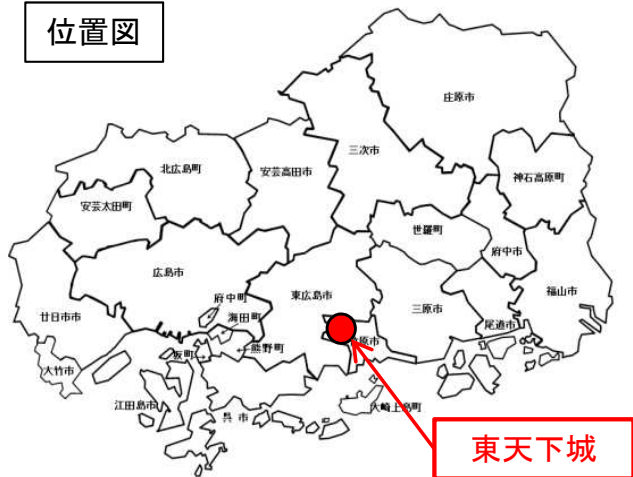 位置図
庄原市
三次市
北広島町
安芸高田市
神石高原町
安芸太田町
世羅町
府中市
広島市
府中町
東広島市
福山市
海田町
三原市
廿日市市
尾道市
坂町
熊野町
原市
大竹市
江田島市
呉市
大崎上島町
東天下城